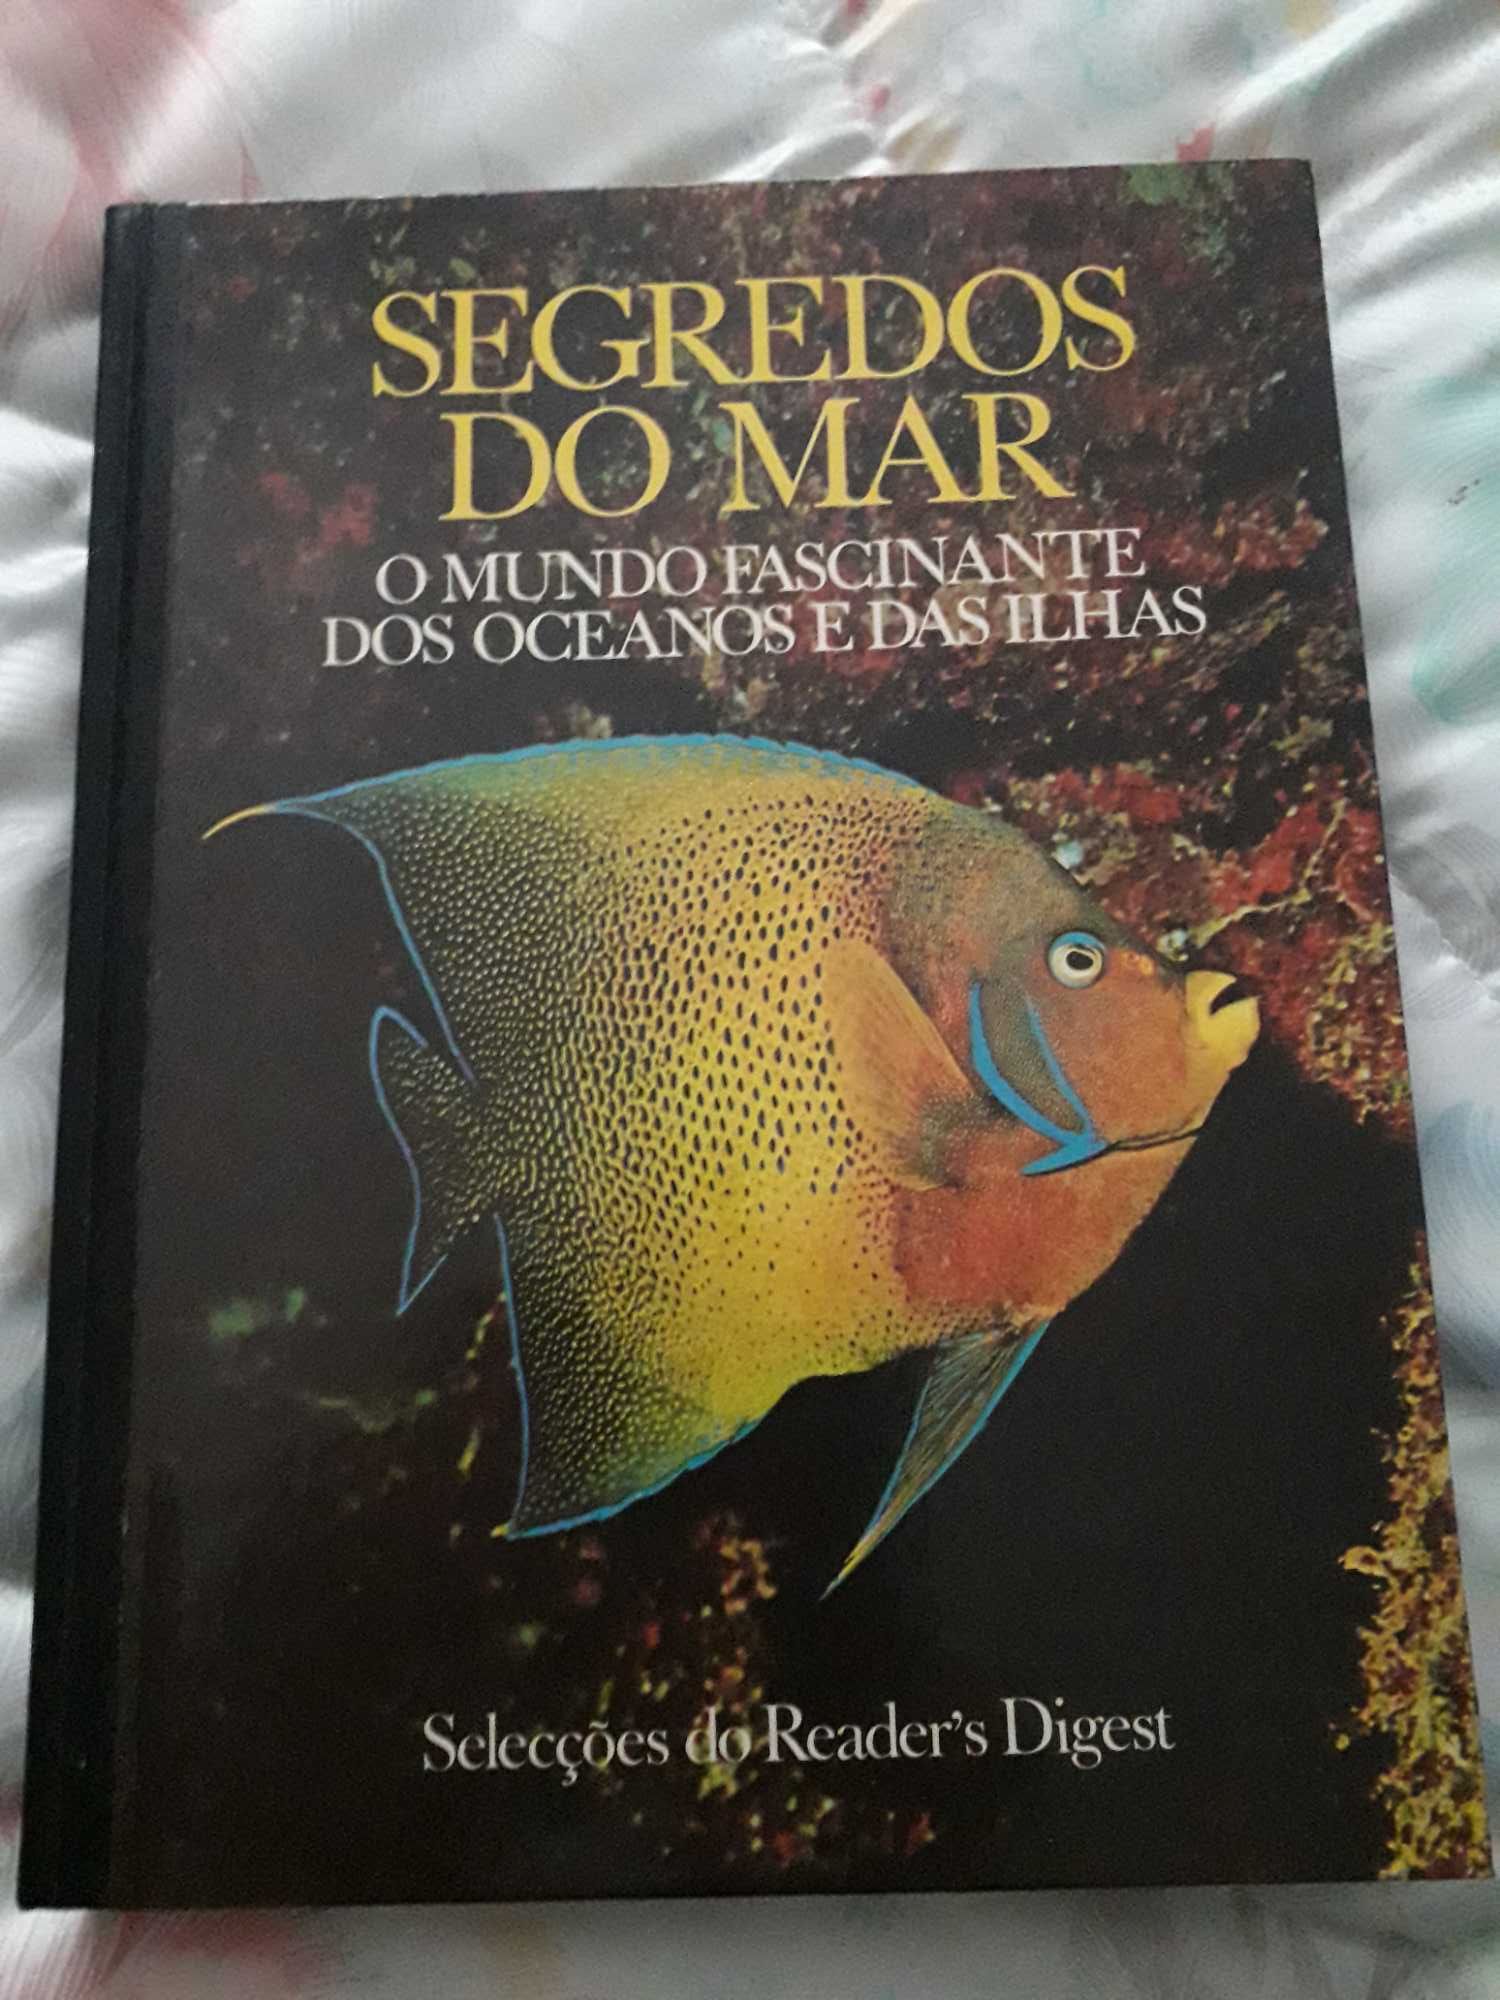 SEGREDOS
DO MAR
O MUNDO FASCINANTE
DOS OCEANOS E DAS ILHAS
Selecções do Reader's Digest